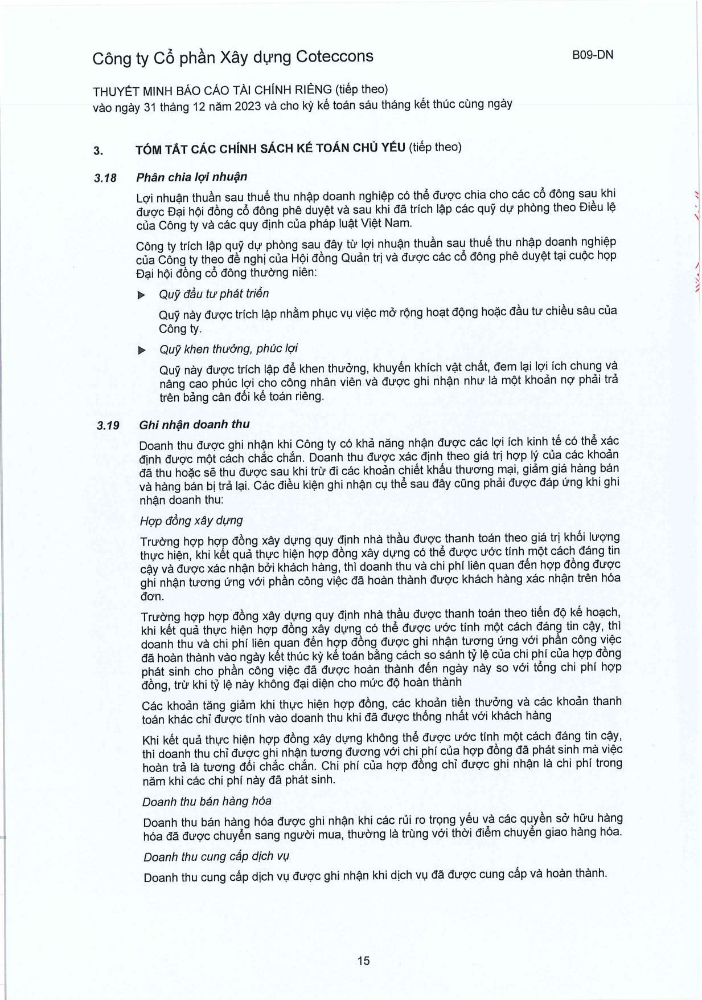 Công ty Cổ phần Xây dựng Coteccons
B09-DN
THUYẾT MINH BÁO CÁO TÀI CHÍNH RIÊNG (tiếp theo)
vào ngày 31 tháng 12 năm 2023 và cho kỳ kế toán sáu tháng kết thúc cùng ngày
3. TÓM TẮT CÁC CHÍNH SÁCH KẾ TOÁN CHỦ YẾU (tiếp theo)
3.18 Phân chia lợi nhuận
Lợi nhuận thuần sau thuế thu nhập doanh nghiệp có thể được chia cho các cổ đông sau khi
được Đại hội đồng cổ đông phê duyệt và sau khi đã trích lập các quỹ dự phòng theo Điều lệ
của Công ty và các quy định của pháp luật Việt Nam.
Công ty trích lập quỹ dự phòng sau đây từ lợi nhuận thuần sau thuế thu nhập doanh nghiệp
của Công ty theo đề nghị của Hội đồng Quản trị và được các cổ đông phê duyệt tại cuộc họp
Đại hội đồng cổ đông thường niên:
► Quỹ đầu tư phát triển
Quỹ này được trích lập nhằm phục vụ việc mở rộng hoạt động hoặc đầu tư chiều sâu của
Công ty.
► Quỹ khen thưởng, phúc lợi
Quỹ này được trích lập để khen thưởng, khuyến khích vật chất, đem lại lợi ích chung và
nâng cao phúc lợi cho công nhân viên và được ghi nhận như là một khoản nợ phải trả
trên bảng cân đối kế toán riêng.
3.19 Ghi nhận doanh thu
Doanh thu được ghi nhận khi Công ty có khả năng nhận được các lợi ích kinh tế có thể xác
định được một cách chắc chắn. Doanh thu được xác định theo giá trị hợp lý của các khoản
đã thu hoặc sẽ thu được sau khi trừ đi các khoản chiết khấu thương mại, giảm giá hàng bán
và hàng bán bị trả lại. Các điều kiện ghi nhận cụ thể sau đây cũng phải được đáp ứng khi ghi
nhận doanh thu:
Hợp đồng xây dựng
Trường hợp hợp đồng xây dựng quy định nhà thầu được thanh toán theo giá trị khối lượng
thực hiện, khi kết quả thực hiện hợp đồng xây dựng có thể được ước tính một cách đáng tin
cậy và được xác nhận bởi khách hàng, thì doanh thu và chi phí liên quan đến hợp đồng được
ghi nhận tương ứng với phần công việc đã hoàn thành được khách hàng xác nhận trên hóa
đơn.
Trường hợp hợp đồng xây dựng quy định nhà thầu được thanh toán theo tiến độ kế hoạch,
khi kết quả thực hiện hợp đồng xây dựng có thể được ước tính một cách đáng tin cậy, thì
doanh thu và chi phí liên quan đến hợp đồng được ghi nhận tương ứng với phần công việc
đã hoàn thành vào ngày kết thúc kỳ kế toán bằng cách so sánh tỷ lệ của chi phí của hợp đồng
phát sinh cho phần công việc đã được hoàn thành đến ngày này so với tổng chi phí hợp
đồng, trừ khi tỷ lệ này không đại diện cho mức độ hoàn thành
Các khoản tăng giảm khi thực hiện hợp đồng, các khoản tiền thưởng và các khoản thanh
toán khác chỉ được tính vào doanh thu khi đã được thống nhất với khách hàng
Khi kết quả thực hiện hợp đồng xây dựng không thể được ước tính một cách đáng tin cậy,
thì doanh thu chỉ được ghi nhận tương đương với chi phí của hợp đồng đã phát sinh mà việc
hoàn trả là tương đối chắc chắn. Chi phí của hợp đồng chỉ được ghi nhận là chi phí trong
năm khi các chi phí này đã phát sinh.
Doanh thu bán hàng hóa
Doanh thu bán hàng hóa được ghi nhận khi các rủi ro trọng yếu và các quyền sở hữu hàng
hóa đã được chuyển sang người mua, thường là trùng với thời điểm chuyển giao hàng hóa.
Doanh thu cung cấp dịch vụ
Doanh thu cung cấp dịch vụ được ghi nhận khi dịch vụ đã được cung cấp và hoàn thành.
15